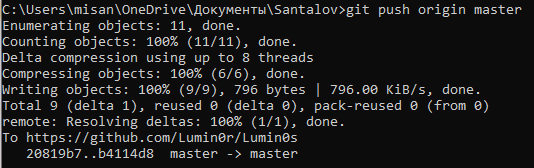 C:\Users\misan\OneDrive\Документы\Santalov>git push origin master
Enumerating objects: 11, done.
Counting objects: 100% (11/11), done.
Delta compression using up to 8 threads
Compressing objects: 100% (6/6), done.
Writing objects: 100% (9/9), 796 bytes | 796.00 KiB/s, done.
Total 9 (delta 1), reused 0 (delta 0), pack-reused 0 (from 0)
remote: Resolving deltas: 100% (1/1), done.
To https://github.com/Lumin0r/Lumin0s
   20819b7..b4114d8  master -> master